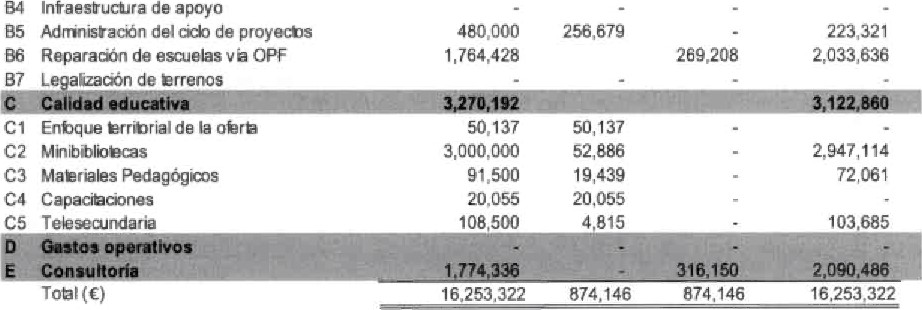 B4 Infraestructura de apoyo - - - -
B5 Administración del ciclo de proyectos 480,000 256,679 - 223,321
B6 Reparación de escuelas vía OPF 1,764,428 269,208 2,033,636
B7 Legalización de terrenos - - - -
C Calidad educativa 3,270,192 3,122,860
C1 Enfoque territorial de la oferta 50,137 50,137 - -
C2 Minibibliotecas 3,000,000 52,886 - 2,947,114
C3 Materiales Pedagógicos 91,500 19,439 - 72,061
C4 Capacitaciones 20,055 20,055 - -
C5 Telesecundaria 108,500 4,815 - 103,685
D Gastos operativos - - - -
E Consultoría 1,774,336 - 316,150 2,090,486
Total (€) 16,253,322 874,146 874,146 16,253,322